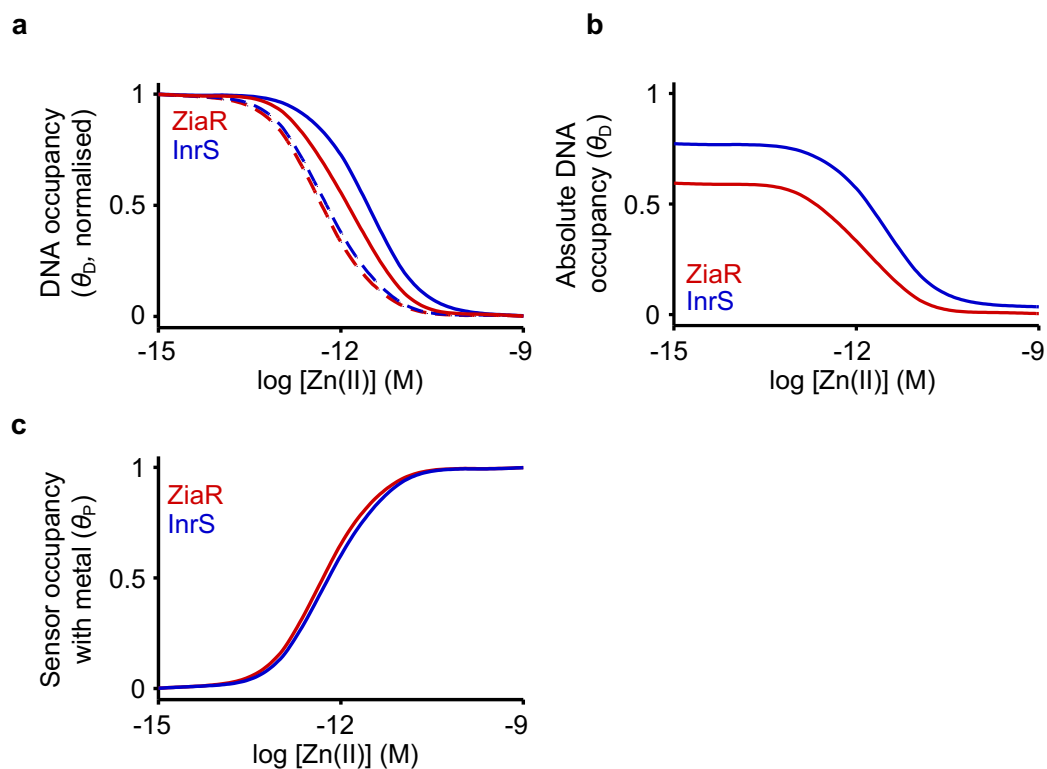 a
DNA occupancy
(θD, normalised)
1
0.5
0
ZiaR
InrS
-15
-12
-9
log [Zn(II)] (M)
b
Absolute DNA
occupancy (θD)
1
0.5
0
ZiaR
InrS
-15
-12
-9
log [Zn(II)] (M)
c
Sensor occupancy
with metal (θP)
1
0.5
0
ZiaR
InrS
-15
-12
-9
log [Zn(II)] (M)